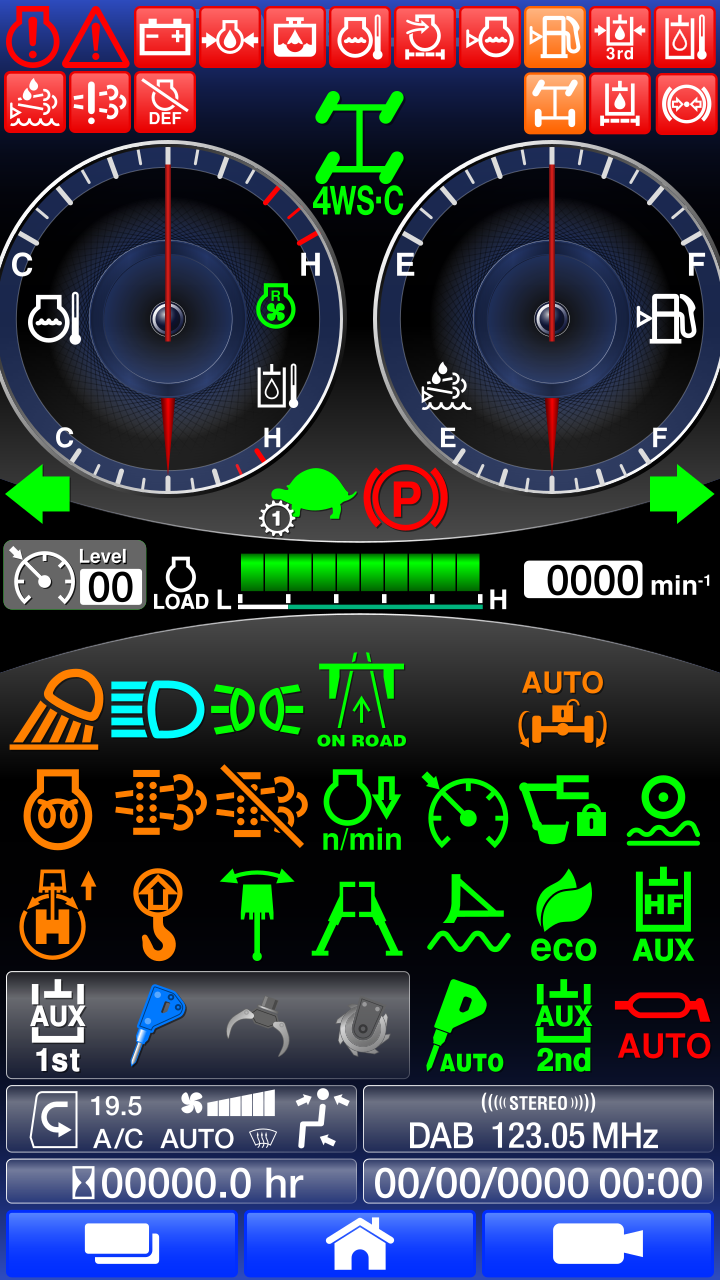 3rd
DEF
4WS·C
C H
E F
R
C H
E F
1
P
Level
00
LOAD L H
0000 min-1
AUTO
ON ROAD
n/min
H
eco
HF
AUX
AUX
1st
AUTO
AUX
2nd
AUTO
19.5
A/C AUTO
((((( STEREO )))))
DAB 123.05 MHz
00000.0 hr
00/00/0000 00:00